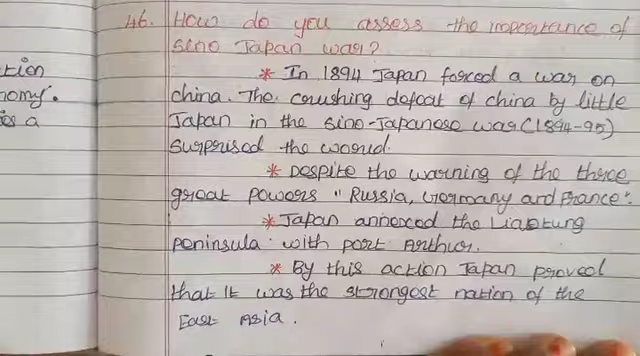 46. How do you assess the importance of
Sino Japan war?
* In 1894 Japan forced a war on
china. The crushing defeat of china by little
Japan in the sino-Japanese war (1894-95)
surprised the world.
* Despite the warning of the three
great powers "Russia, Germany and France".
* Japan annexed the Liaotung
peninsula with port Arthur.
* By this action Japan proved
that It was the strongest nation of the
East Asia.
tion
nomy.
as a